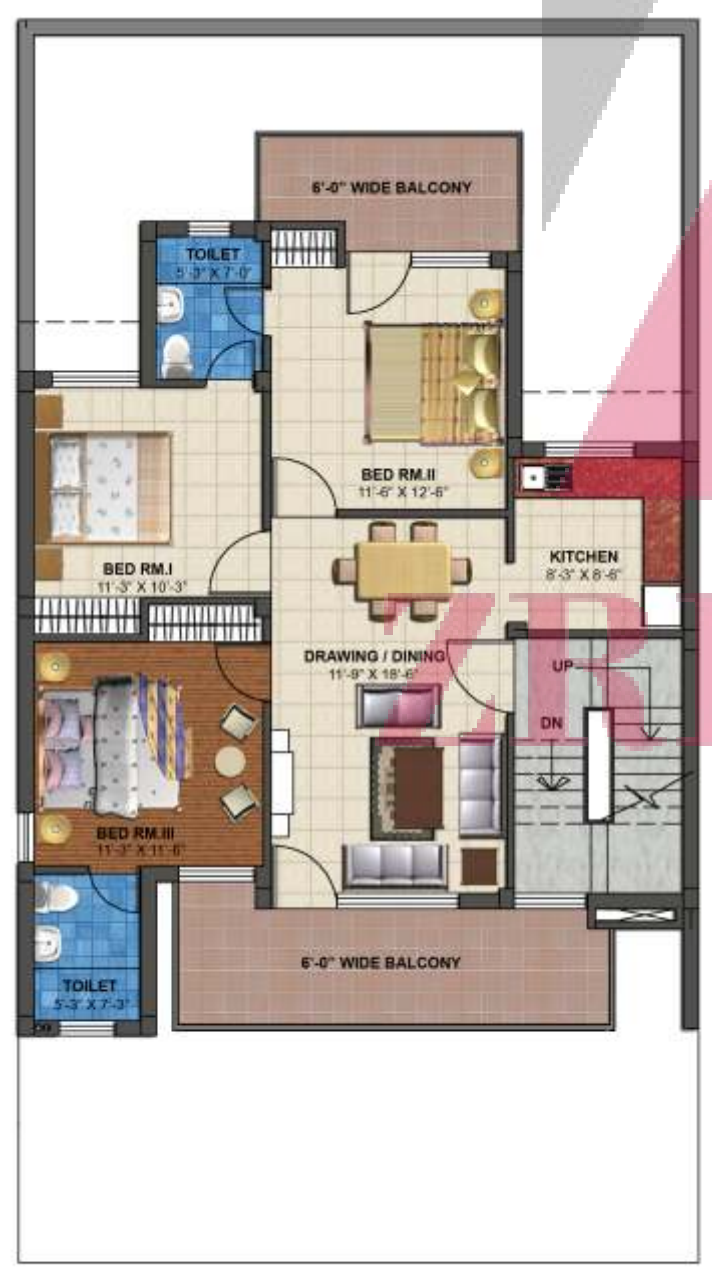 6'-0" WIDE BALCONY
TOILET
5'-3" X 7'-0"
BED RM.II
11'-6" X 12'-6"
BED RM.I
11'-3" X 10'-3"
KITCHEN
8'-3" X 8'-6"
DRAWING / DINING
11'-9" X 18'-6"
UP
DN
BED RM.III
11'-3" X 11'-6"
6'-0" WIDE BALCONY
TOILET
5'-3" X 7'-3"
ZRI